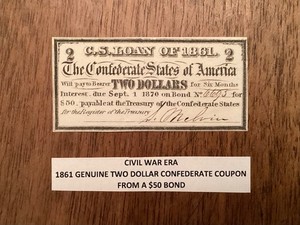 2 C.S. LOAN OF 1861. 2
The Confederate States of America
Will pay to Bearer TWO DOLLARS for Six Months
Interest, due Sept. 1 1870 on Bond No.
$50, payable at the Treasury of the Confederate States
for the Register of the Treasury
CIVIL WAR ERA
1861 GENUINE TWO DOLLAR CONFEDERATE COUPON
FROM A $50 BOND